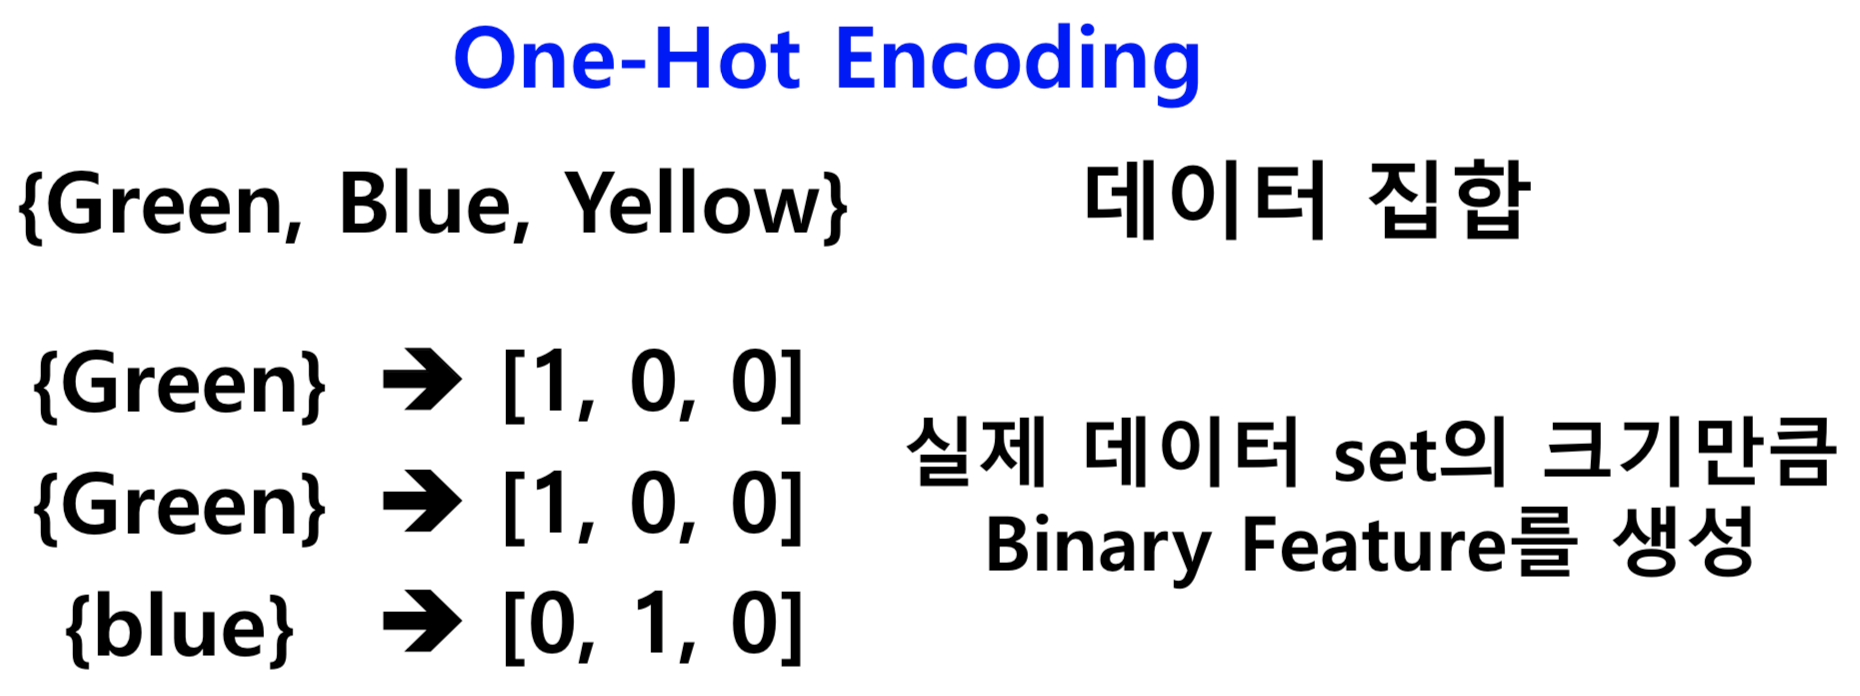 One-Hot Encoding
{Green, Blue, Yellow} 데이터 집합
{Green} ➔ [1, 0, 0]
{Green} ➔ [1, 0, 0]
{blue} ➔ [0, 1, 0]
실제 데이터 set의 크기만큼
Binary Feature를 생성